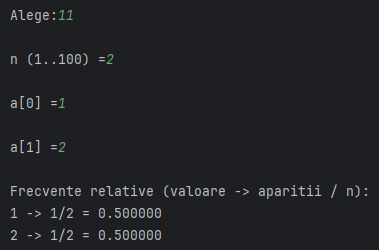 Alege:11
n (1..100) =2
a[0] =1
a[1] =2
Frecvente relative (valoare -> aparitii / n):
1 -> 1/2 = 0.500000
2 -> 1/2 = 0.500000